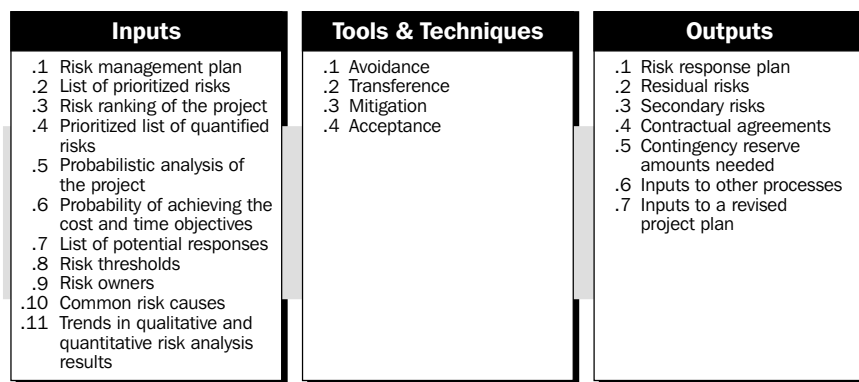 Inputs
.1 Risk management plan
.2 List of prioritized risks
.3 Risk ranking of the project
.4 Prioritized list of quantified
risks
.5 Probabilistic analysis of
the project
.6 Probability of achieving the
cost and time objectives
.7 List of potential responses
.8 Risk thresholds
.9 Risk owners
.10 Common risk causes
.11 Trends in qualitative and
quantitative risk analysis
results
Tools & Techniques
.1 Avoidance
.2 Transference
.3 Mitigation
.4 Acceptance
Outputs
.1 Risk response plan
.2 Residual risks
.3 Secondary risks
.4 Contractual agreements
.5 Contingency reserve
amounts needed
.6 Inputs to other processes
.7 Inputs to a revised
project plan